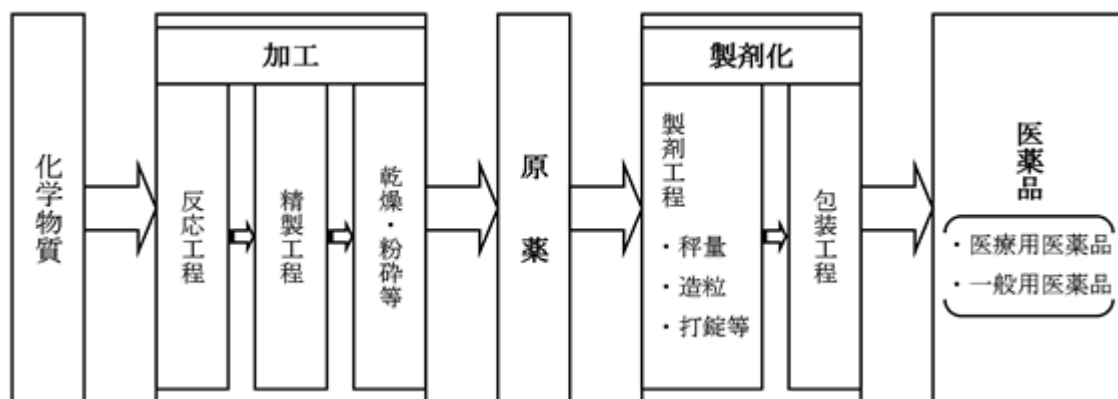 化学物質
加工
反応工程
精製工程
乾燥・粉砕等
原薬
製剤化
製剤工程
・秤量
・造粒
・打錠等
包装工程
医薬品
・医療用医薬品
・一般用医薬品